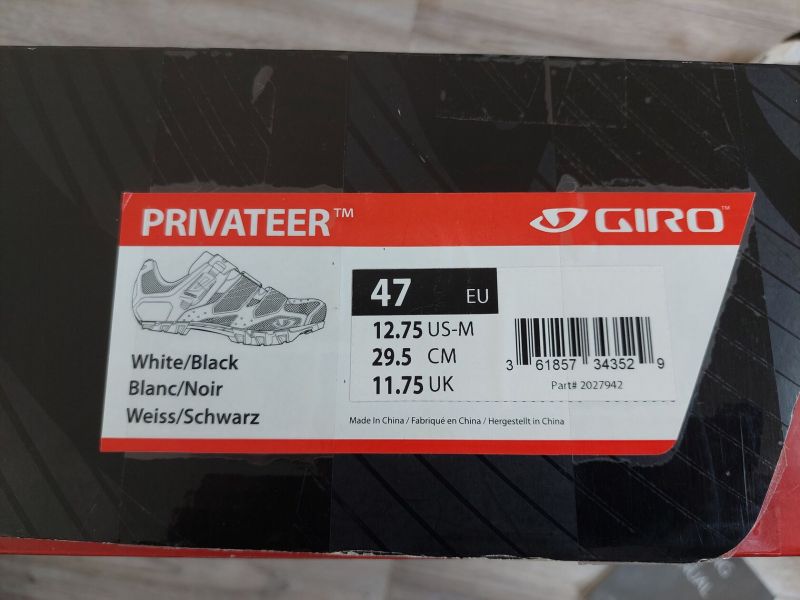 PRIVATEER™
GIRO™
47 EU
12.75 US-M
29.5 CM
11.75 UK
3 61857 34352 9
Part# 2027942
White/Black
Blanc/Noir
Weiss/Schwarz
Made In China / Fabriqué en China / Hergestellt in China